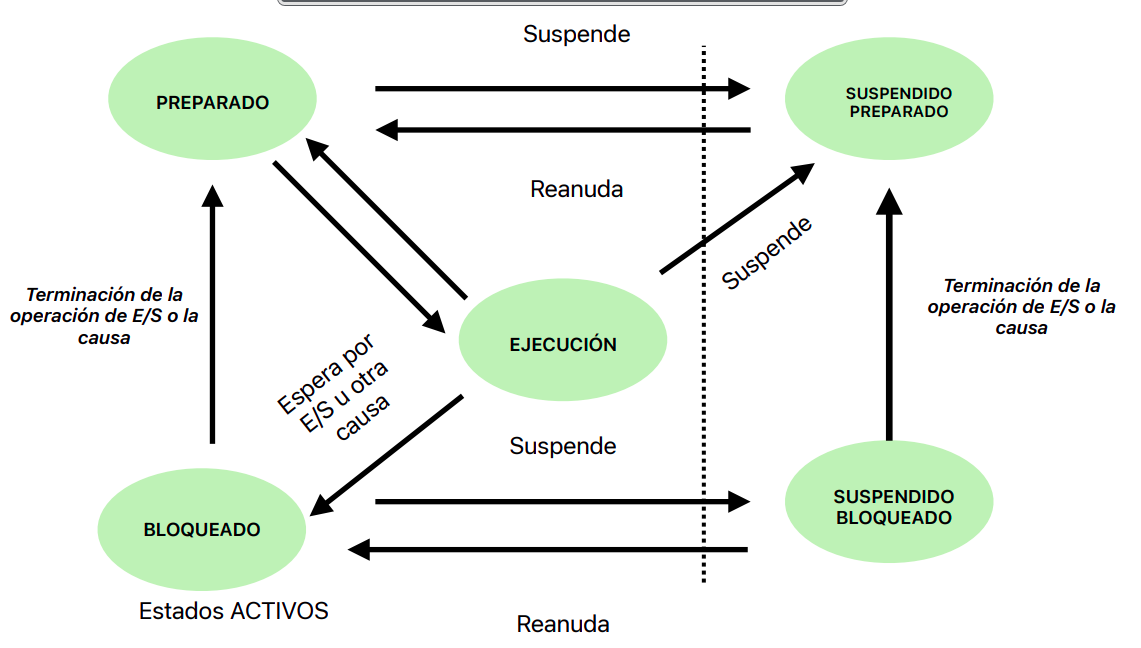 Suspende
PREPARADO
SUSPENDIDO
PREPARADO
Reanuda
Suspende
Terminación de la
operación de E/S o la
causa
Terminación de la
operación de E/S o la
causa
EJECUCIÓN
Espera por
E/S u otra
causa
Suspende
BLOQUEADO
SUSPENDIDO
BLOQUEADO
Estados ACTIVOS
Reanuda